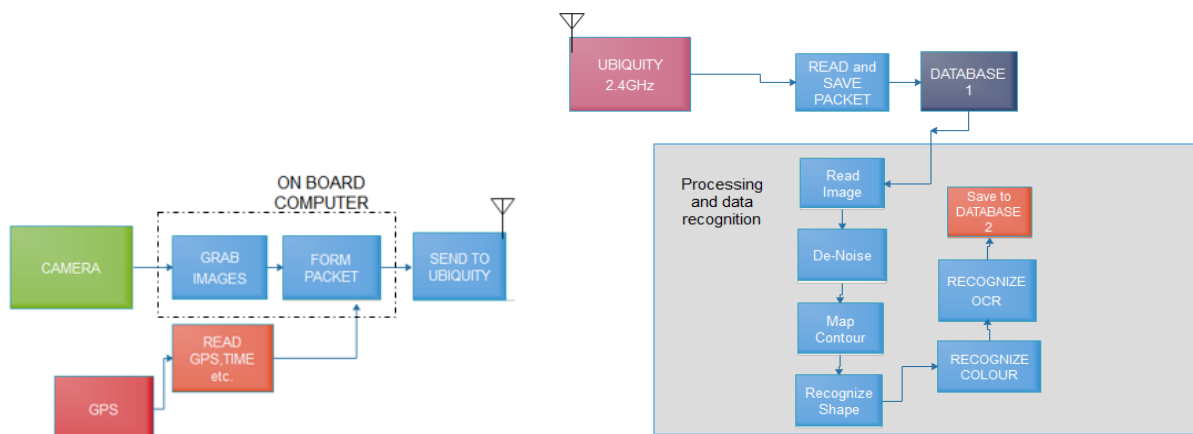 ON BOARD
COMPUTER
CAMERA
GRAB
IMAGES
FORM
PACKET
SEND TO
UBIQUITY
READ
GPS,TIME
etc.
GPS
UBIQUITY
2.4GHz
READ and
SAVE
PACKET
DATABASE
1
Processing
and data
recognition
Read
Image
De-Noise
Map
Contour
Recognize
Shape
RECOGNIZE
COLOUR
RECOGNIZE
OCR
Save to
DATABASE
2